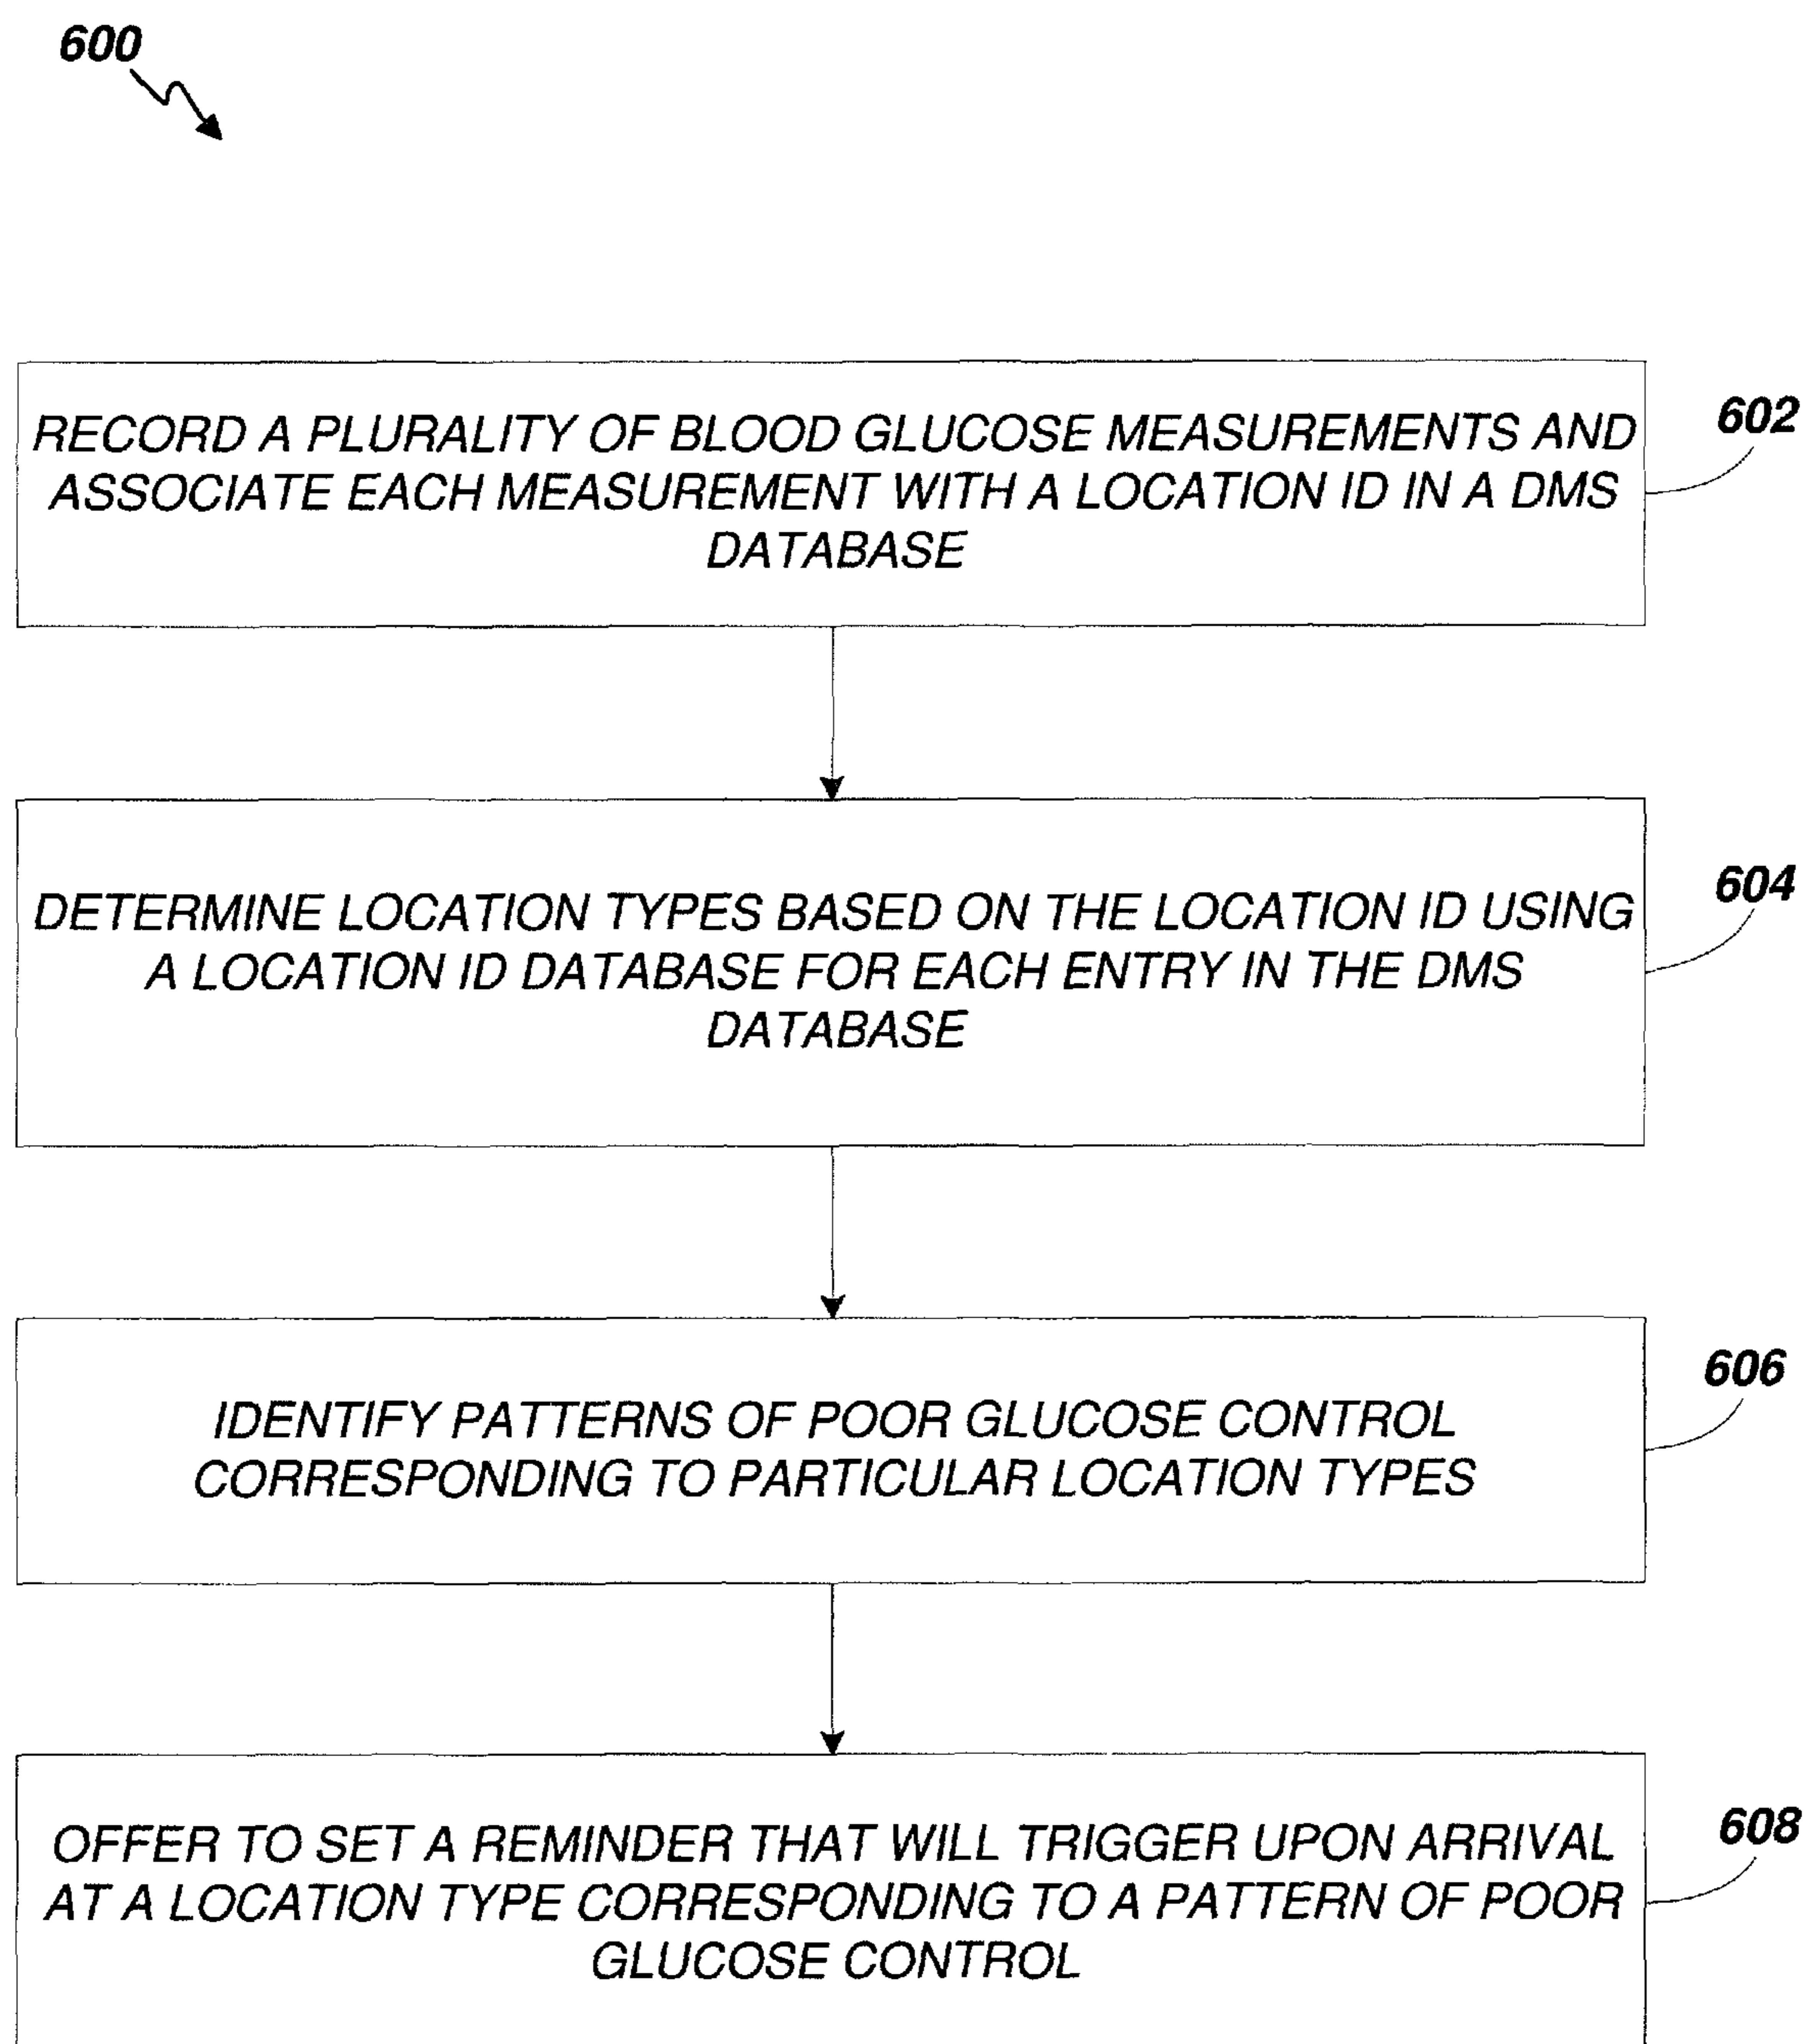 600
RECORD A PLURALITY OF BLOOD GLUCOSE MEASUREMENTS AND
ASSOCIATE EACH MEASUREMENT WITH A LOCATION ID IN A DMS
DATABASE
602
DETERMINE LOCATION TYPES BASED ON THE LOCATION ID USING
A LOCATION ID DATABASE FOR EACH ENTRY IN THE DMS
DATABASE
604
IDENTIFY PATTERNS OF POOR GLUCOSE CONTROL
CORRESPONDING TO PARTICULAR LOCATION TYPES
606
OFFER TO SET A REMINDER THAT WILL TRIGGER UPON ARRIVAL
AT A LOCATION TYPE CORRESPONDING TO A PATTERN OF POOR
GLUCOSE CONTROL
608